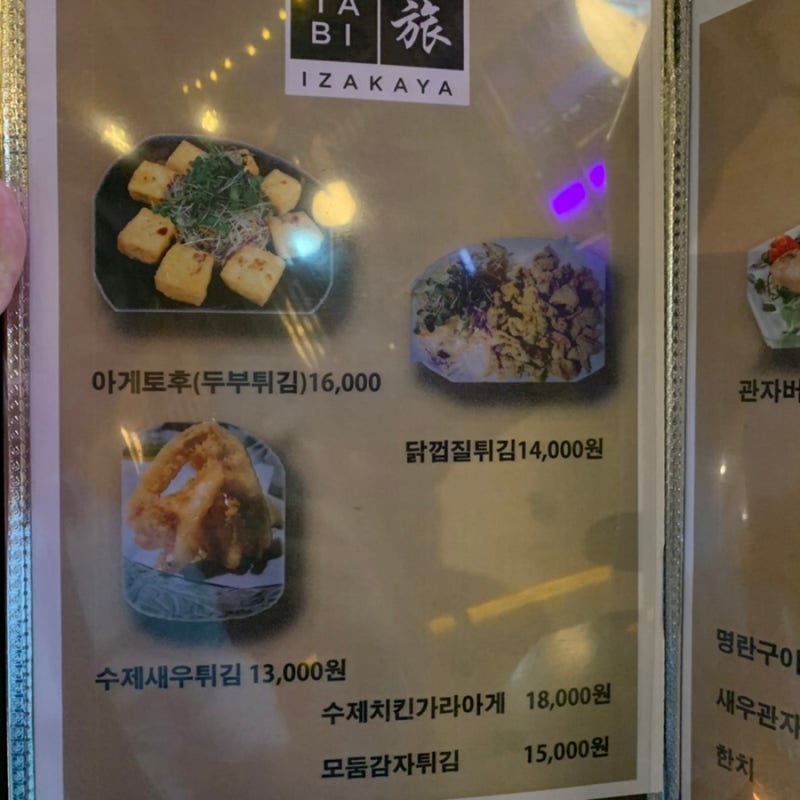 TA
BI
旅
IZAKAYA
아게토후(두부튀김)16,000
닭껍질튀김14,000원
수제새우튀김 13,000원
수제치킨가라아게 18,000원
모둠감자튀김 15,000원
관자버
명란구이
새우관자
한치